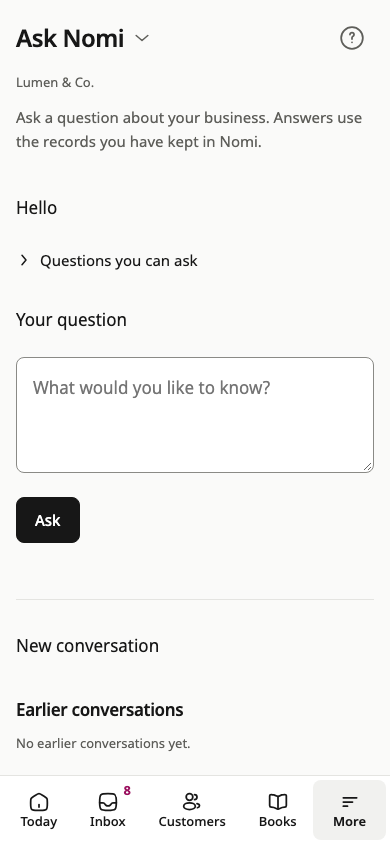 Ask Nomi
Lumen & Co.
Ask a question about your business. Answers use
the records you have kept in Nomi.
Hello
Questions you can ask
Your question
What would you like to know?
Ask
New conversation
Earlier conversations
No earlier conversations yet.
8
Today Inbox Customers Books More